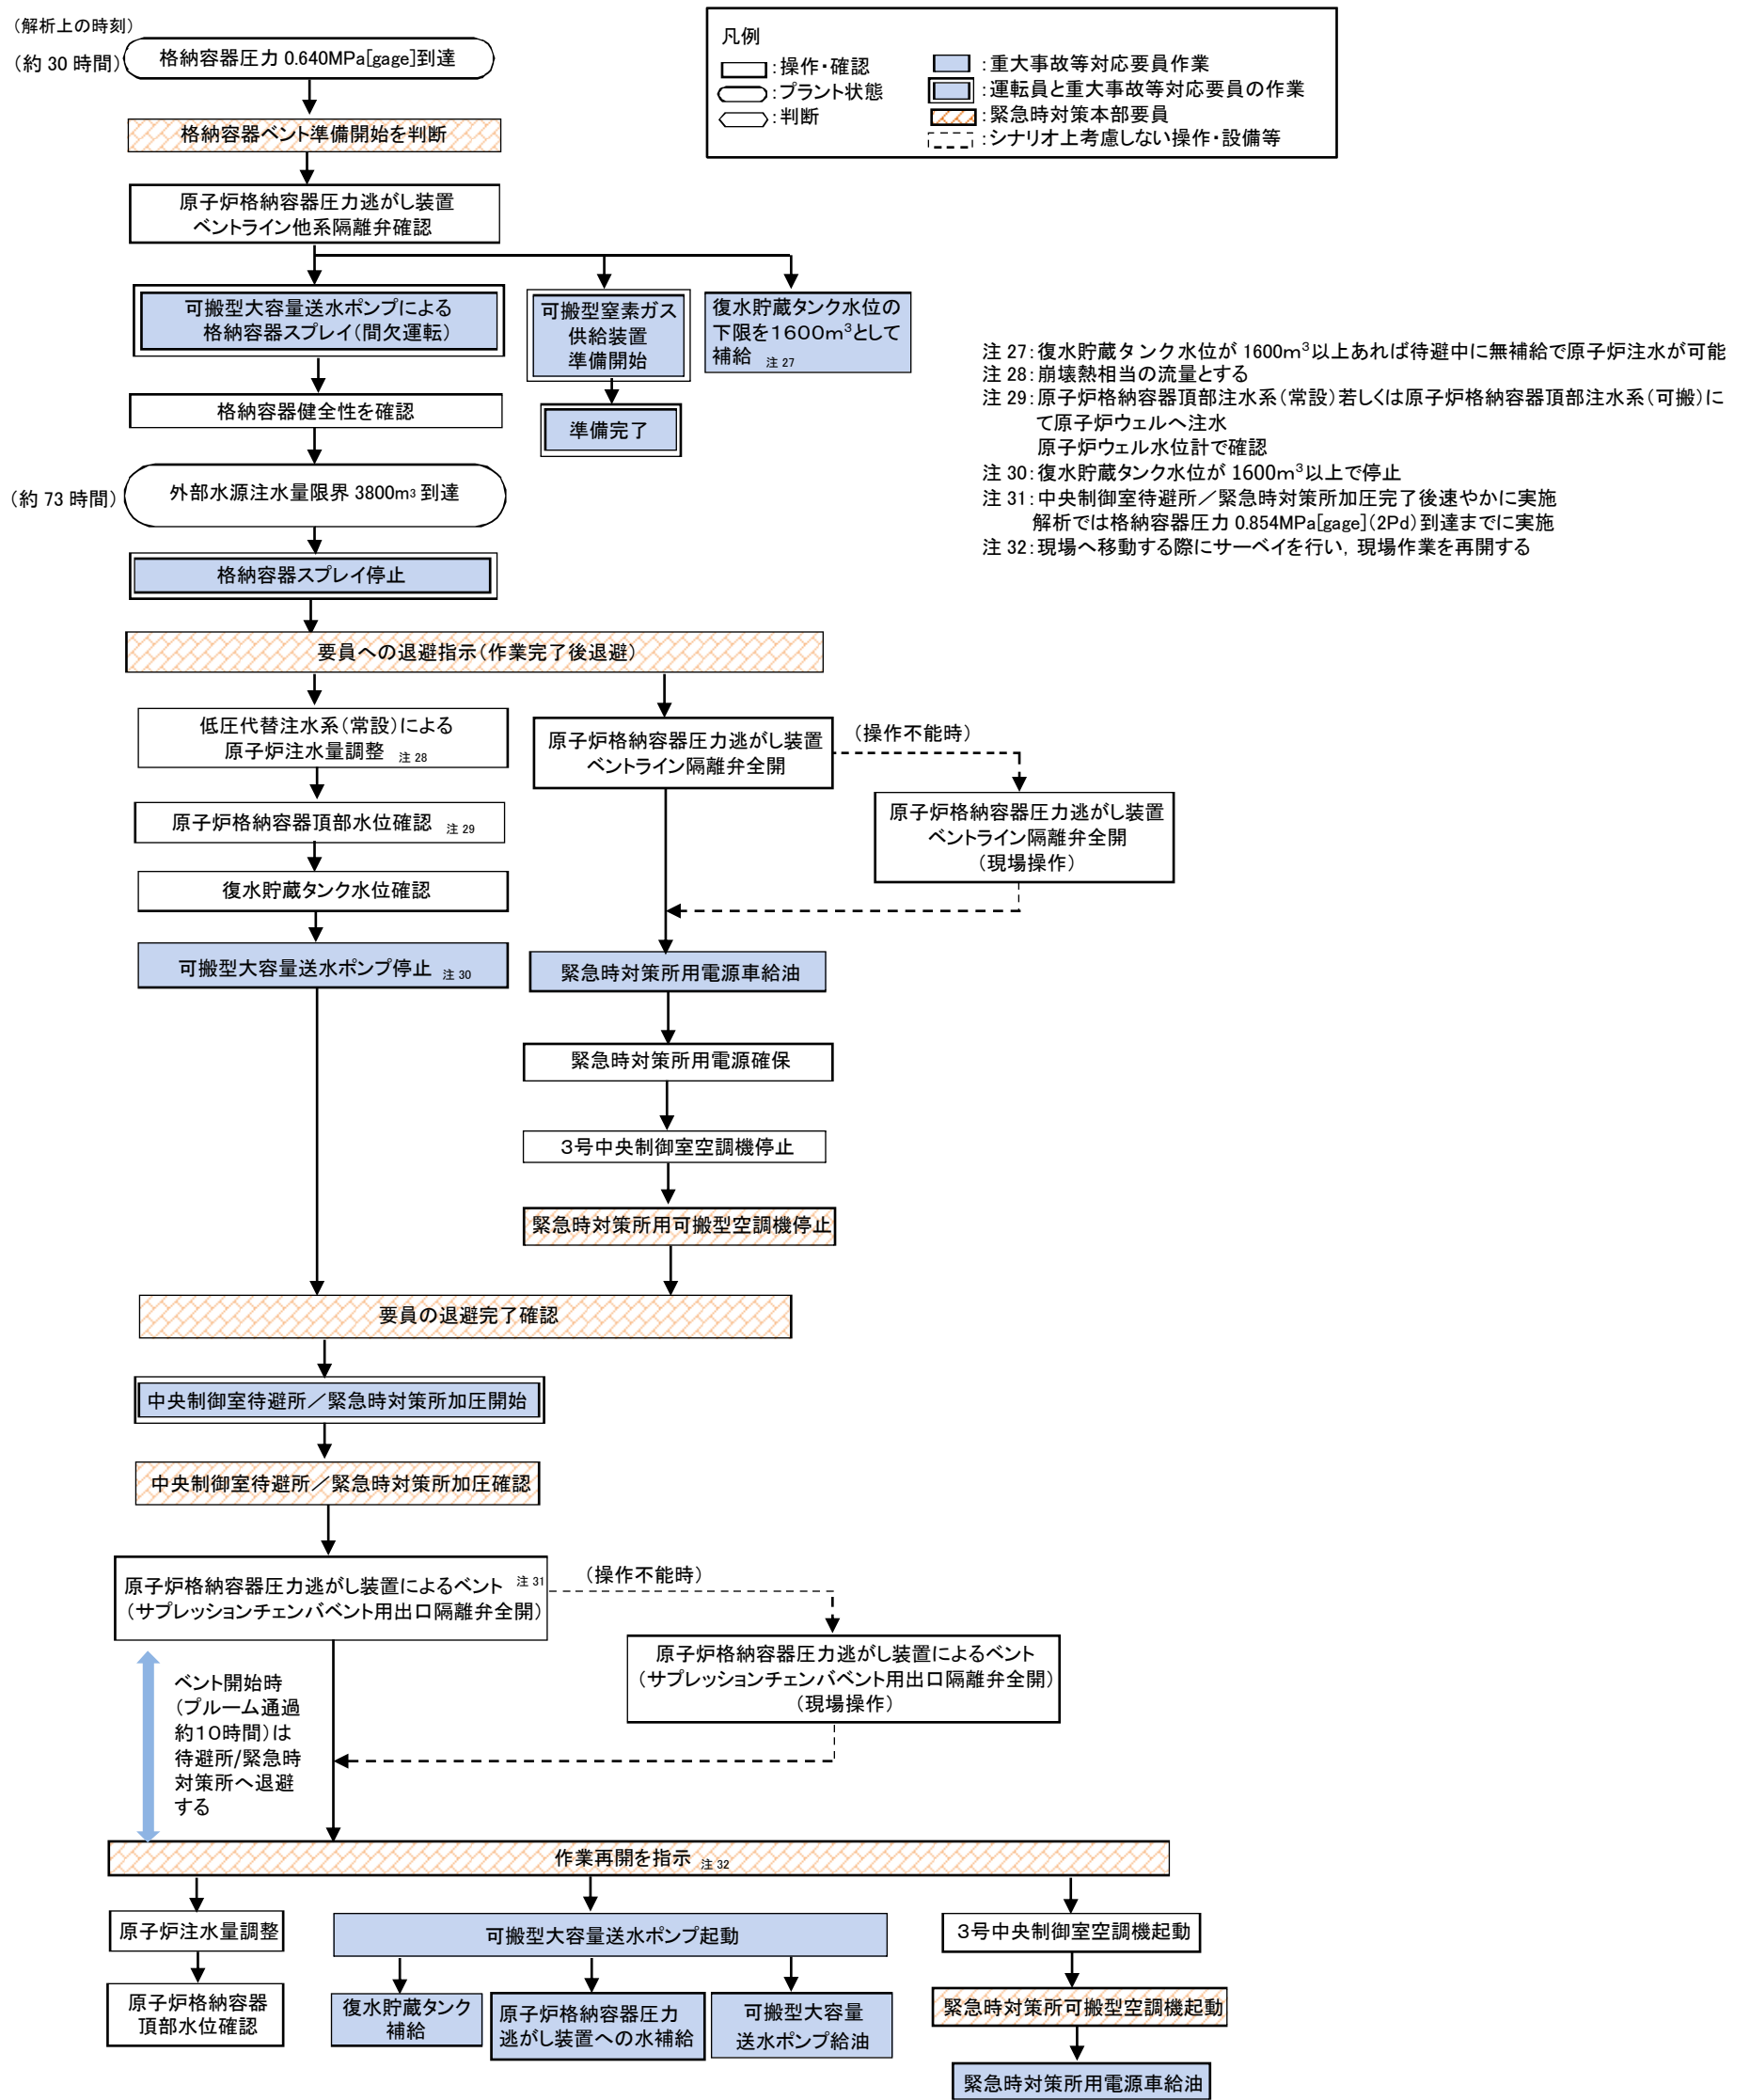 （解析上の時刻）
（約 30 時間）
格納容器圧力 0.640MPa[gage]到達
格納容器ベント準備開始を判断
原子炉格納容器圧力逃がし装置
ベントライン他系隔離弁確認
凡例
：操作・確認
：プラント状態
：判断
：重大事故等対応要員作業
：運転員と重大事故等対応要員の作業
：緊急時対策本部要員
：シナリオ上考慮しない操作・設備等
可搬型大容量送水ポンプによる
格納容器スプレイ（間欠運転）
可搬型窒素ガス
供給装置
準備開始
復水貯蔵タンク水位の
下限を1600m³として
補給 注 27
格納容器健全性を確認
準備完了
（約 73 時間）
外部水源注水量限界 3800m³ 到達
格納容器スプレイ停止
注 27：復水貯蔵タンク水位が 1600m³以上あれば待避中に無補給で原子炉注水が可能
注 28：崩壊熱相当の流量とする
注 29：原子炉格納容器頂部注水系（常設）若しくは原子炉格納容器頂部注水系（可搬）に
て原子炉ウェルへ注水
原子炉ウェル水位計で確認
注 30：復水貯蔵タンク水位が 1600m³以上で停止
注 31：中央制御室待避所／緊急時対策所加圧完了後速やかに実施
解析では格納容器圧力 0.854MPa[gage]（2Pd）到達までに実施
注 32：現場へ移動する際にサーベイを行い，現場作業を再開する
要員への退避指示（作業完了後退避）
低圧代替注水系（常設）による
原子炉注水量調整 注 28
原子炉格納容器頂部水位確認 注 29
復水貯蔵タンク水位確認
可搬型大容量送水ポンプ停止 注 30
原子炉格納容器圧力逃がし装置
ベントライン隔離弁全開
（操作不能時）
原子炉格納容器圧力逃がし装置
ベントライン隔離弁全開
（現場操作）
緊急時対策所用電源車給油
緊急時対策所用電源確保
３号中央制御室空調機停止
緊急時対策所用可搬型空調機停止
要員の退避完了確認
中央制御室待避所／緊急時対策所加圧開始
中央制御室待避所／緊急時対策所加圧確認
原子炉格納容器圧力逃がし装置によるベント 注 31
（サプレッションチェンバベント用出口隔離弁全開）
（操作不能時）
原子炉格納容器圧力逃がし装置によるベント
（サプレッションチェンバベント用出口隔離弁全開）
（現場操作）
ベント開始時
（プルーム通過
約１０時間）は
待避所/緊急時
対策所へ退避
する
作業再開を指示 注 32
原子炉注水量調整
原子炉格納容器
頂部水位確認
可搬型大容量送水ポンプ起動
復水貯蔵タンク
補給
原子炉格納容器圧力
逃がし装置への水補給
可搬型大容量
送水ポンプ給油
３号中央制御室空調機起動
緊急時対策所可搬型空調機起動
緊急時対策所用電源車給油